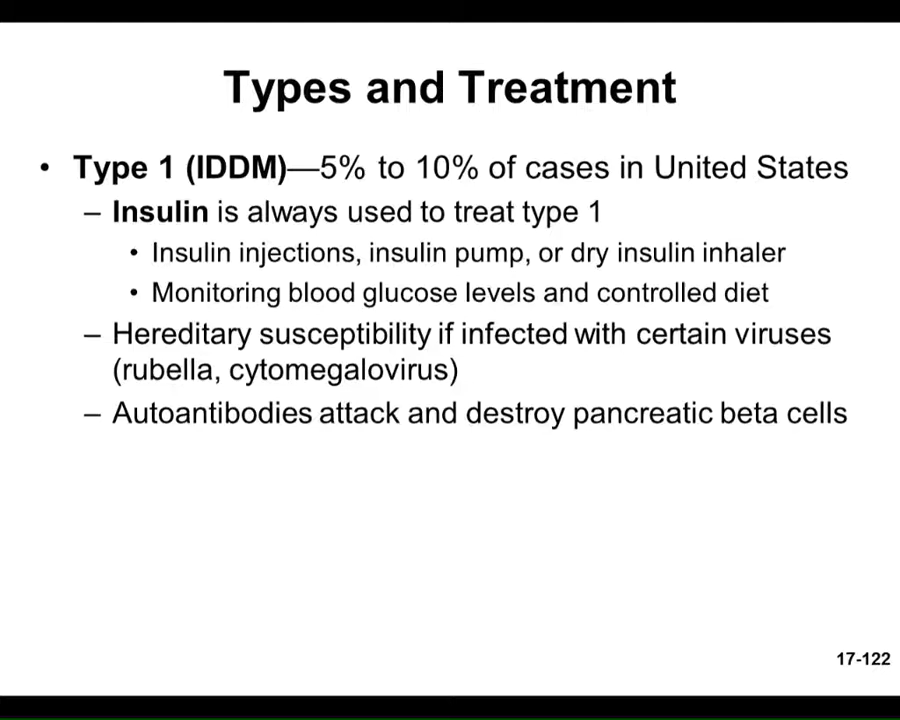 Types and Treatment
• Type 1 (IDDM)—5% to 10% of cases in United States
– Insulin is always used to treat type 1
• Insulin injections, insulin pump, or dry insulin inhaler
• Monitoring blood glucose levels and controlled diet
– Hereditary susceptibility if infected with certain viruses
(rubella, cytomegalovirus)
– Autoantibodies attack and destroy pancreatic beta cells
17-122